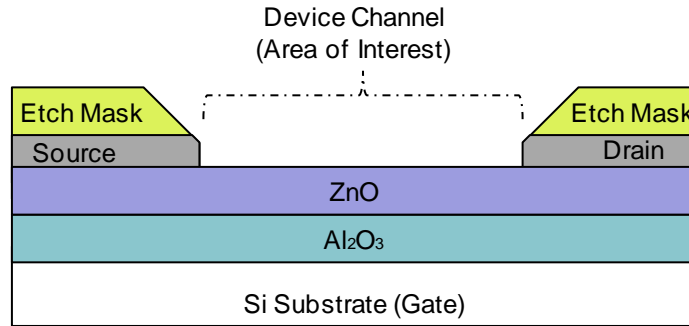 Device Channel
(Area of Interest)
Etch Mask
Etch Mask
Source
Drain
ZnO
Al₂O₃
Si Substrate (Gate)